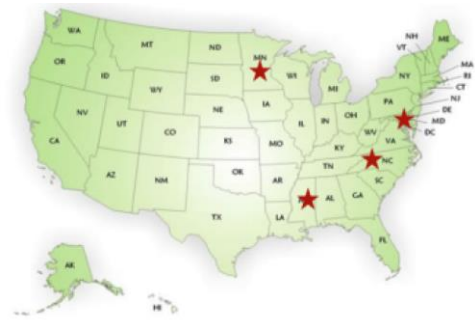 WA
MT
ND
MN
OR
ID
SD
WI
WY
MI
NH
VT
ME
NY
MA
RI
CT
NJ
DE
MD
DC
PA
IA
NE
NV
UT
CO
IL
IN
OH
WV
VA
CA
KS
MO
KY
NC
TN
SC
AZ
NM
OK
AR
AL
GA
TX
LA
FL
AK
HI